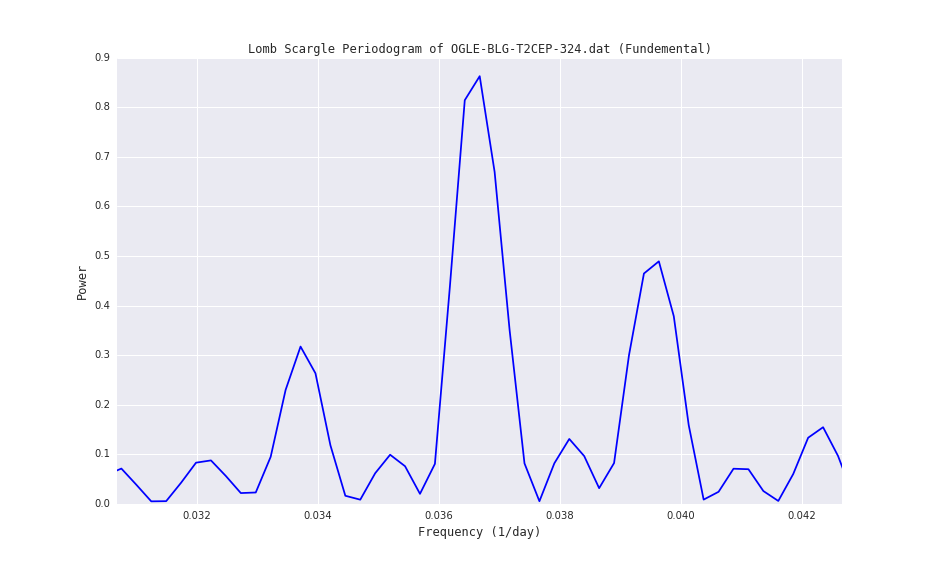 Lomb Scargle Periodogram of OGLE-BLG-T2CEP-324.dat (Fundemental)
0.9
0.8
0.7
0.6
0.5
0.4
0.3
0.2
0.1
0.0
Power
0.032 0.034 0.036 0.038 0.040 0.042
Frequency (1/day)